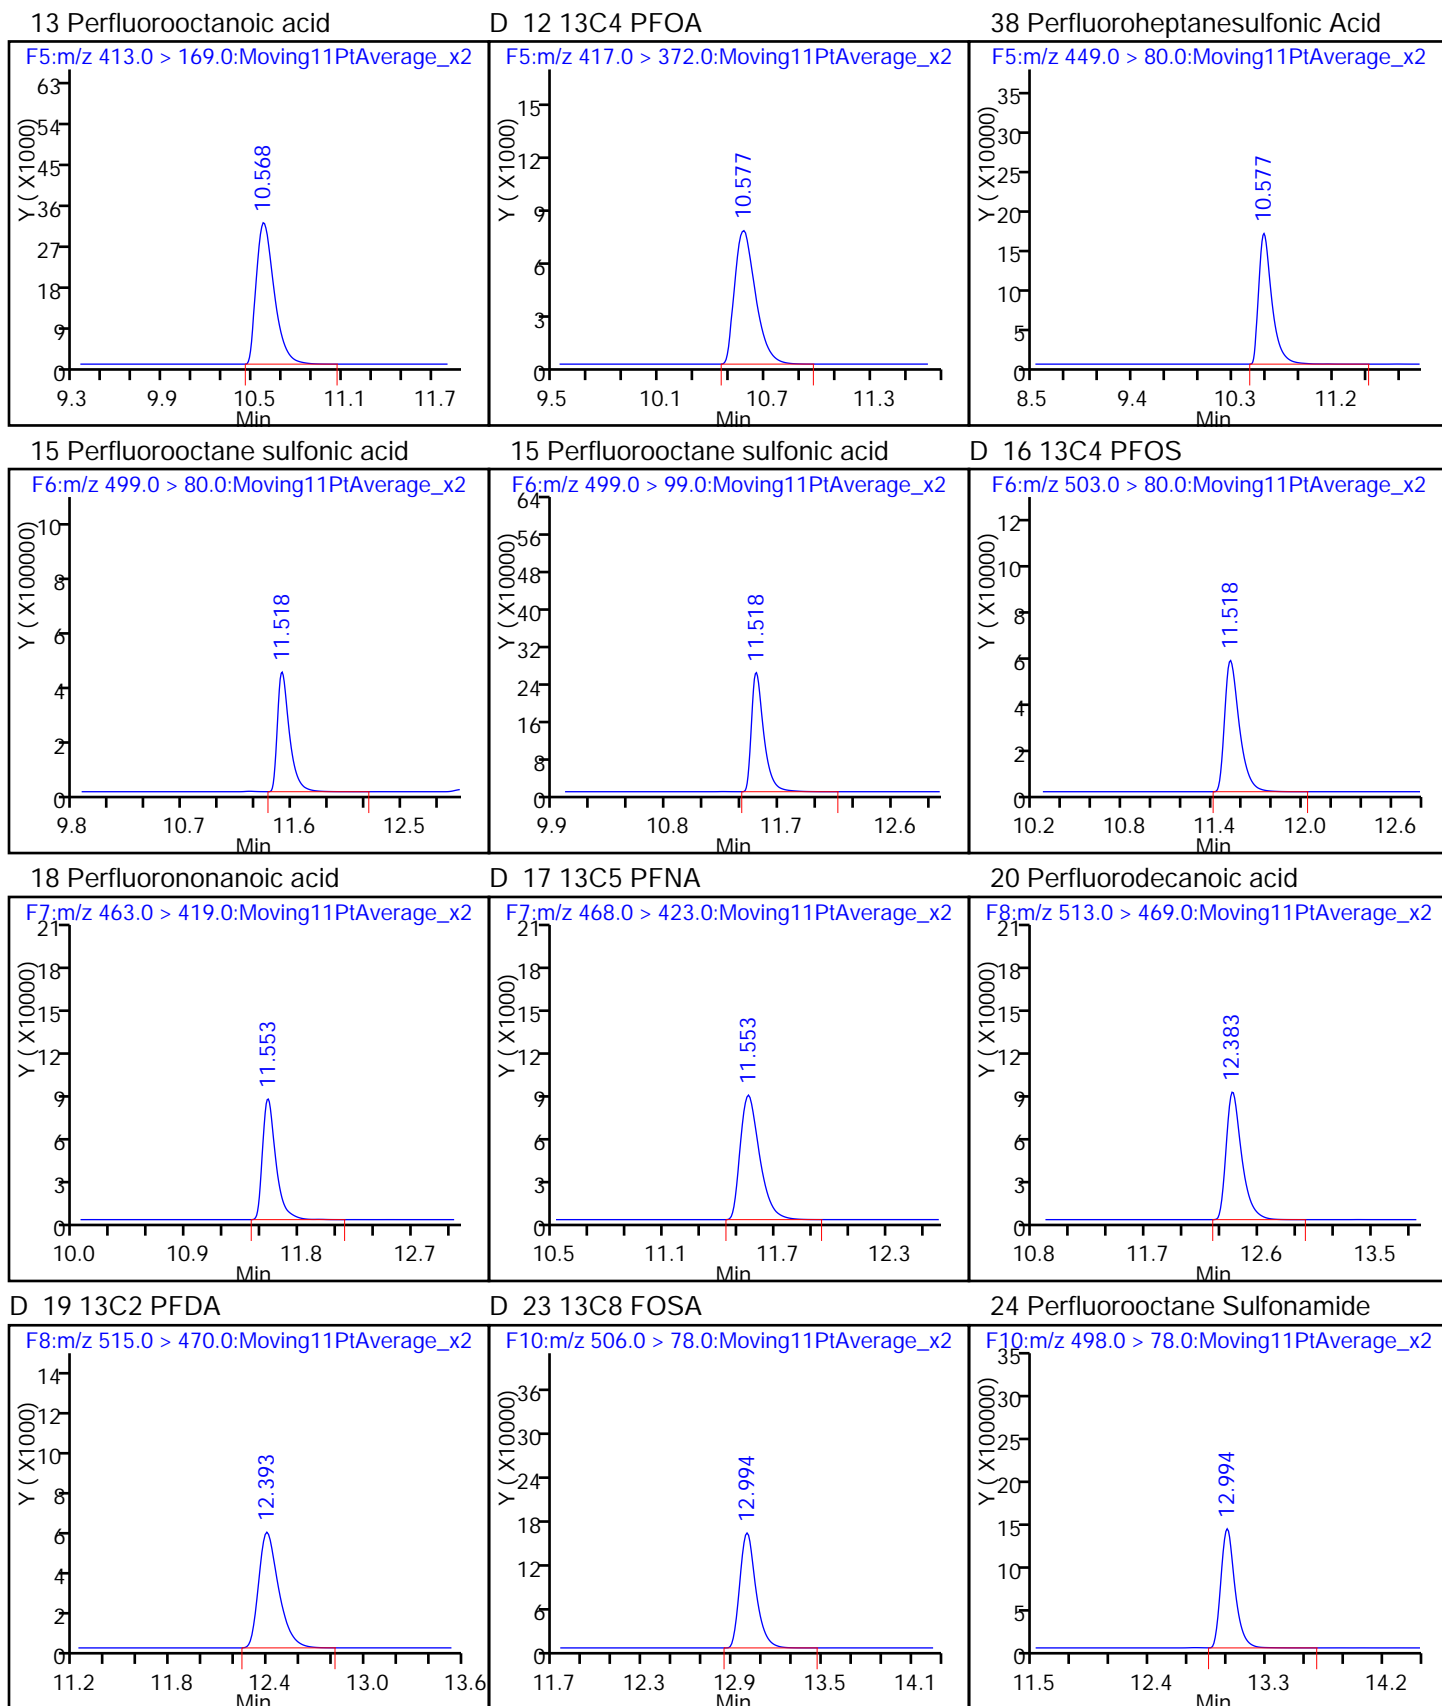 13 Perfluorooctanoic acid
F5:m/z 413.0 > 169.0:Moving11PtAverage_x2
Y ( X1000)
63
54
45
36
27
18
9
0
10.568
9.3 9.9 10.5 11.1 11.7
Min
D 12 13C4 PFOA
F5:m/z 417.0 > 372.0:Moving11PtAverage_x2
Y ( X10000)
15
12
9
6
3
0
10.577
9.5 10.1 10.7 11.3
Min
38 Perfluoroheptanesulfonic Acid
F5:m/z 449.0 > 80.0:Moving11PtAverage_x2
Y ( X10000)
35
30
25
20
15
10
5
0
10.577
8.5 9.4 10.3 11.2
Min
15 Perfluorooctane sulfonic acid
F6:m/z 499.0 > 80.0:Moving11PtAverage_x2
Y ( X100000)
10
8
6
4
2
0
11.518
9.8 10.7 11.6 12.5
Min
15 Perfluorooctane sulfonic acid
F6:m/z 499.0 > 99.0:Moving11PtAverage_x2
Y ( X10000)
64
56
48
40
32
24
16
8
0
11.518
9.9 10.8 11.7 12.6
Min
D 16 13C4 PFOS
F6:m/z 503.0 > 80.0:Moving11PtAverage_x2
Y ( X10000)
12
10
8
6
4
2
0
11.518
10.2 10.8 11.4 12.0 12.6
Min
18 Perfluorononanoic acid
F7:m/z 463.0 > 419.0:Moving11PtAverage_x2
Y ( X10000)
21
18
15
12
9
6
3
0
11.553
10.0 10.9 11.8 12.7
Min
D 17 13C5 PFNA
F7:m/z 468.0 > 423.0:Moving11PtAverage_x2
Y ( X10000)
21
18
15
12
9
6
3
0
11.553
10.5 11.1 11.7 12.3
Min
20 Perfluorodecanoic acid
F8:m/z 513.0 > 469.0:Moving11PtAverage_x2
Y ( X10000)
21
18
15
12
9
6
3
0
12.383
10.8 11.7 12.6 13.5
Min
D 19 13C2 PFDA
F8:m/z 515.0 > 470.0:Moving11PtAverage_x2
Y ( X10000)
14
12
10
8
6
4
2
0
12.393
11.2 11.8 12.4 13.0 13.6
Min
D 23 13C8 FOSA
F10:m/z 506.0 > 78.0:Moving11PtAverage_x2
Y ( X10000)
36
30
24
18
12
6
0
12.994
11.7 12.3 12.9 13.5 14.1
Min
24 Perfluorooctane Sulfonamide
F10:m/z 498.0 > 78.0:Moving11PtAverage_x2
Y ( X100000)
35
30
25
20
15
10
5
0
12.994
11.5 12.4 13.3 14.2
Min